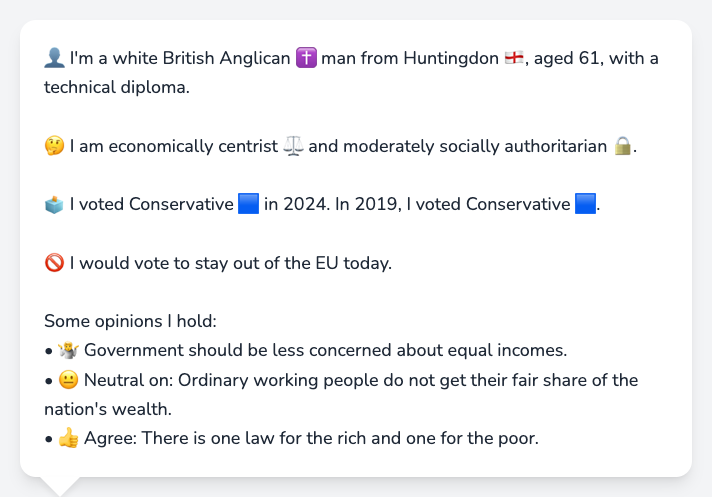 👤 I'm a white British Anglican ✝️ man from Huntingdon 🏴󠁧󠁢󠁥󠁮󠁧󠁿, aged 61, with a
technical diploma.
🤔 I am economically centrist ⚖️ and moderately socially authoritarian 🔒.
🗳️ I voted Conservative 🟦 in 2024. In 2019, I voted Conservative 🟦.
🚫 I would vote to stay out of the EU today.
Some opinions I hold:
• 🤷 Government should be less concerned about equal incomes.
• 😐 Neutral on: Ordinary working people do not get their fair share of the
nation's wealth.
• 👍 Agree: There is one law for the rich and one for the poor.